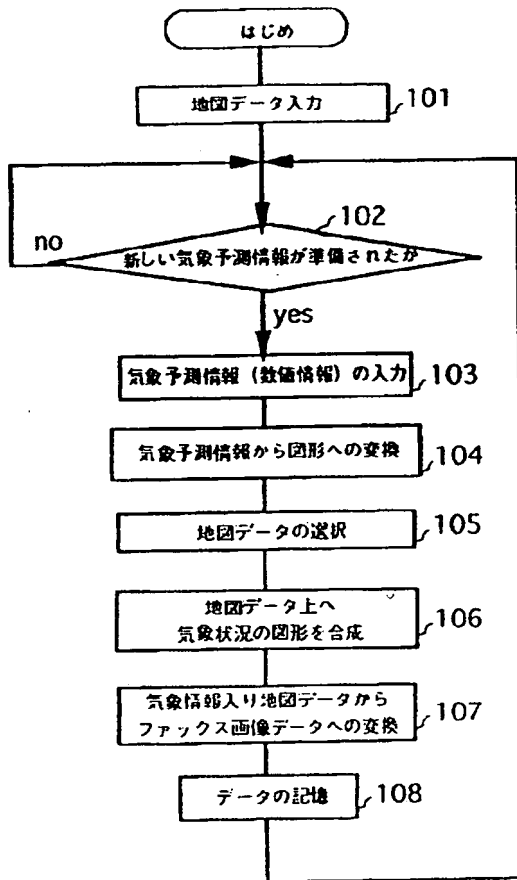 はじめ
地図データ入力
101
102
no
新しい気象予測情報が準備されたか
yes
気象予測情報（数値情報）の入力
103
気象予測情報から図形への変換
104
地図データの選択
105
地図データ上へ
気象状況の図形を合成
106
気象情報入り地図データから
ファックス画像データへの変換
107
データの記憶
108